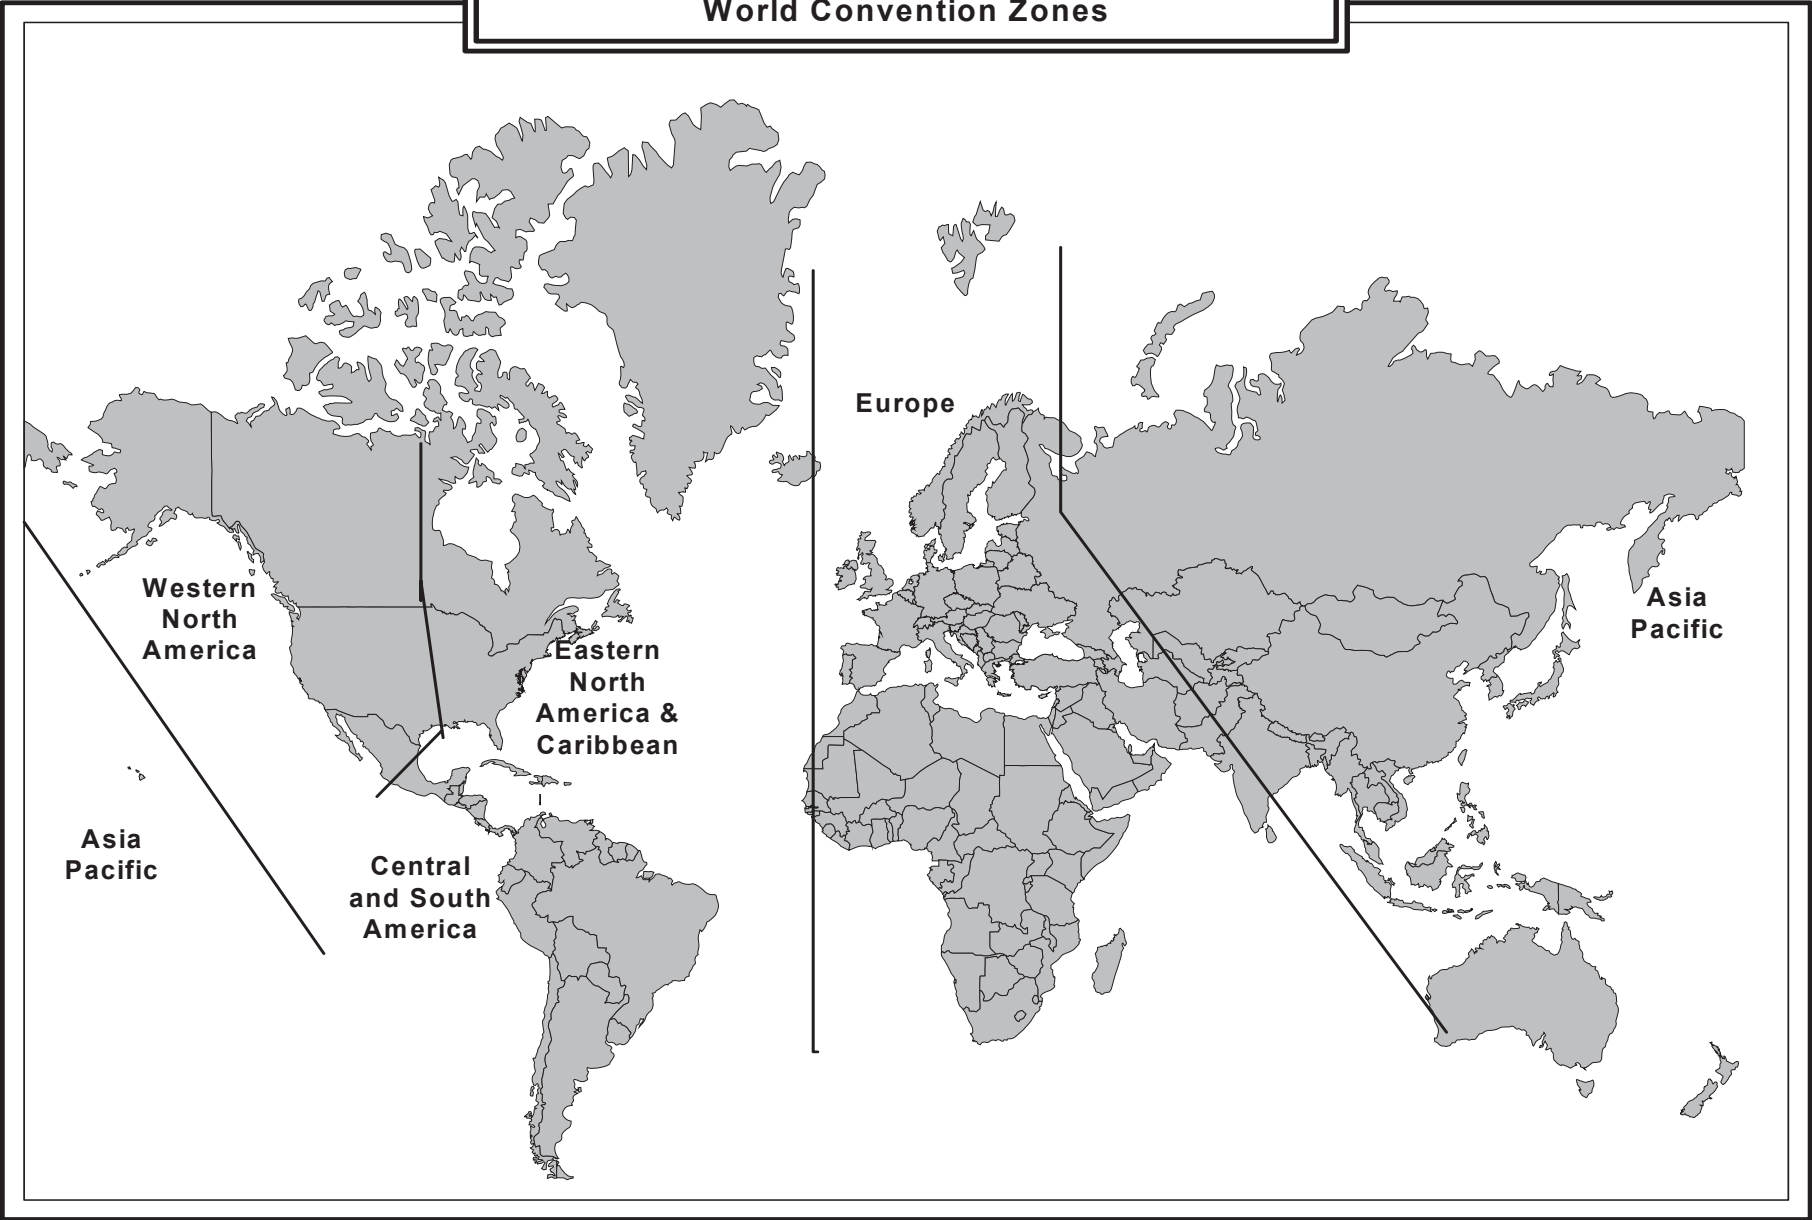 World Convention Zones
Europe
Western
North
America
Asia
Pacific
Eastern
North
America &
Caribbean
Asia
Pacific
Central
and South
America